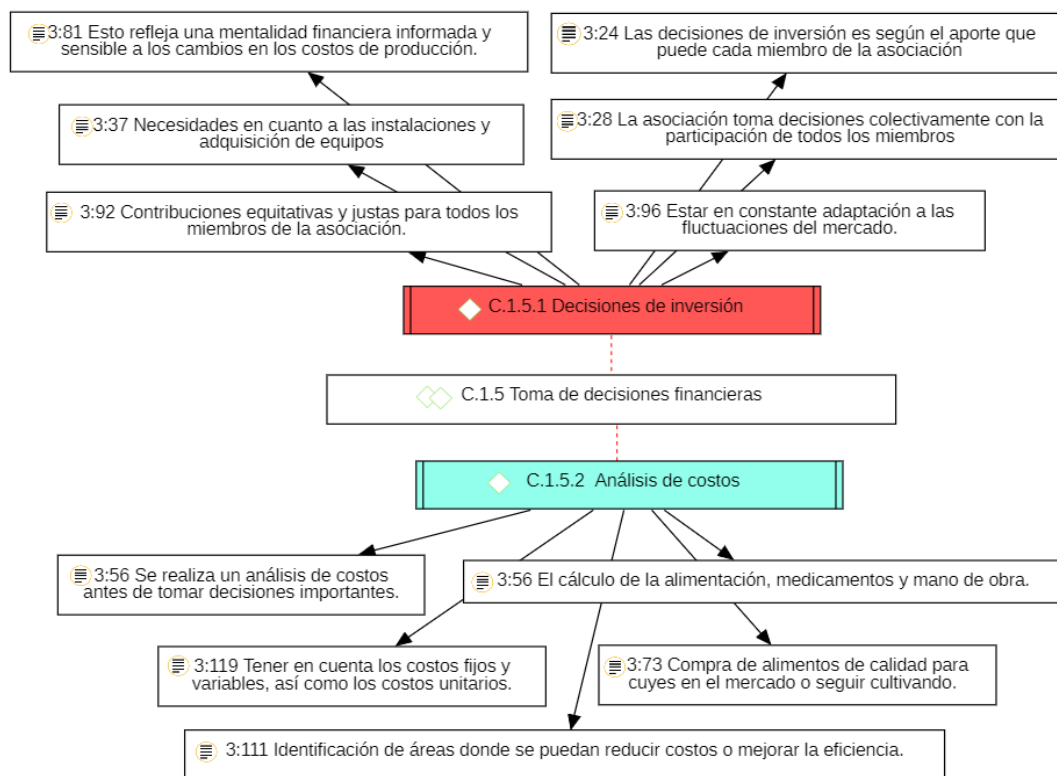 3:81 Esto refleja una mentalidad financiera informada y
sensible a los cambios en los costos de producción.
3:24 Las decisiones de inversión es según el aporte que
puede cada miembro de la asociación
3:37 Necesidades en cuanto a las instalaciones y
adquisición de equipos
3:28 La asociación toma decisiones colectivamente con la
participación de todos los miembros
3:92 Contribuciones equitativas y justas para todos los
miembros de la asociación.
3:96 Estar en constante adaptación a las
fluctuaciones del mercado.
C.1.5.1 Decisiones de inversión
C.1.5 Toma de decisiones financieras
C.1.5.2 Análisis de costos
3:56 Se realiza un análisis de costos
antes de tomar decisiones importantes.
3:56 El cálculo de la alimentación, medicamentos y mano de obra.
3:119 Tener en cuenta los costos fijos y
variables, así como los costos unitarios.
3:73 Compra de alimentos de calidad para
cuyes en el mercado o seguir cultivando.
3:111 Identificación de áreas donde se puedan reducir costos o mejorar la eficiencia.